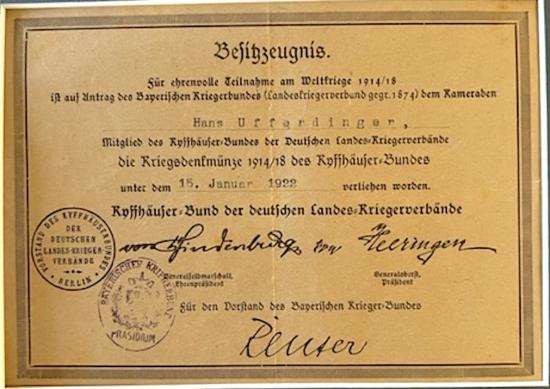 Besitzzeugnis.
Für ehrenvolle Teilnahme am Weltkriege 1914/18
ist auf Antrag des Bayerischen Kriegerbundes (Landeskriegerverband gegr. 1874) dem Kameraden
Hans Ufferdinger,
Mitglied des Kyffhäuser-Bundes der Deutschen Landes-Kriegerverbände
die Kriegsdenkmünze 1914/18 des Kyffhäuser-Bundes
unter dem 15. Januar 1922 verliehen worden.
Kyffhäuser-Bund der deutschen Landes-Kriegerverbände
VORSTAND DES KYFFHÄUSERBUNDES
DER
DEUTSCHEN
LANDES-KRIEGER-
VERBÄNDE
BERLIN
von Hindenburg von Heeringen
Generalfeldmarschall, Generaloberst,
Ehrenpräsident Präsident
BAYERISCHER KRIEGERBUND
PRÄSIDIUM
Für den Vorstand des Bayerischen Krieger-Bundes
Reuter